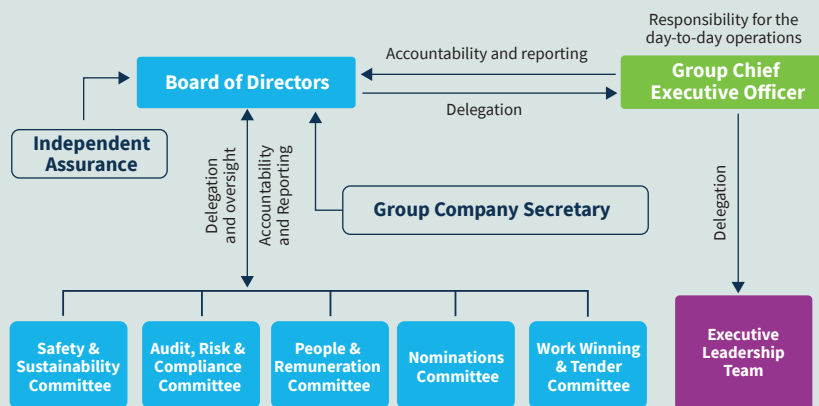 Responsibility for the
day-to-day operations
Accountability and reporting
Board of Directors
Group Chief
Executive Officer
Delegation
Independent
Assurance
Delegation
and oversight
Accountability
and Reporting
Group Company Secretary
Delegation
Safety &
Sustainability
Committee
Audit, Risk &
Compliance
Committee
People &
Remuneration
Committee
Nominations
Committee
Work Winning
& Tender
Committee
Executive
Leadership
Team